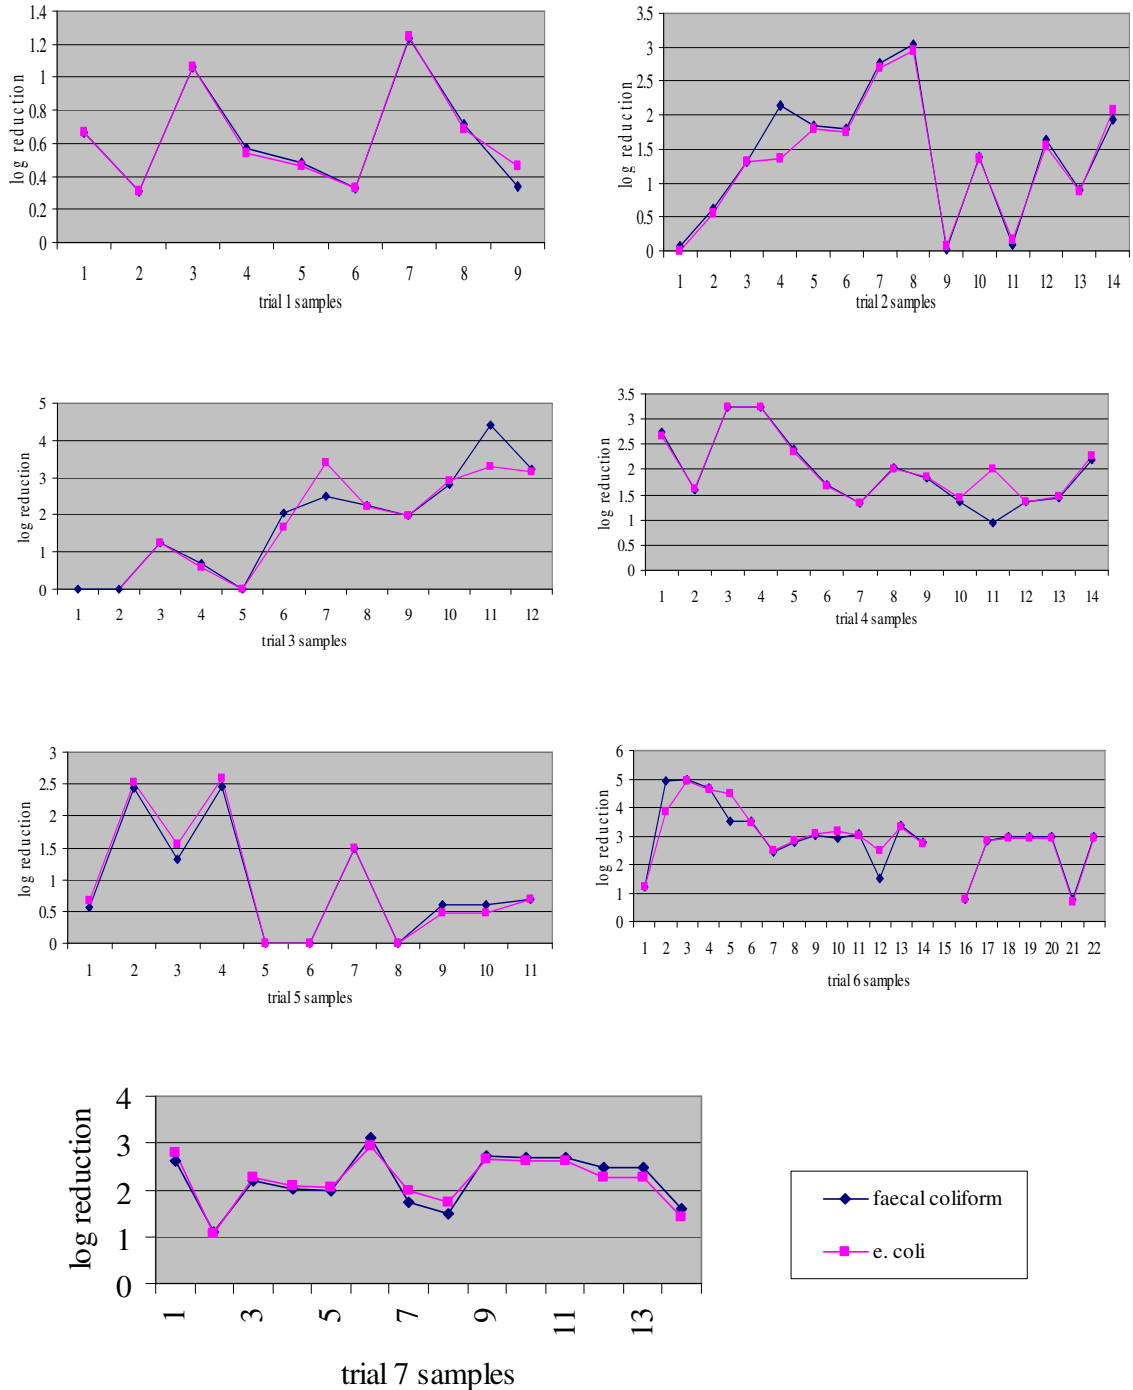 1.4
1.2
1
0.8
0.6
0.4
0.2
0
log reduction
1 2 3 4 5 6 7 8 9
trial 1 samples
3.5
3
2.5
2
1.5
1
0.5
0
log reduction
1 2 3 4 5 6 7 8 9 10 11 12 13 14
trial 2 samples
5
4
3
2
1
0
log reduction
1 2 3 4 5 6 7 8 9 10 11 12
trial 3 samples
3.5
3
2.5
2
1.5
1
0.5
0
log reduction
1 2 3 4 5 6 7 8 9 10 11 12 13 14
trial 4 samples
3
2.5
2
1.5
1
0.5
0
log reduction
1 2 3 4 5 6 7 8 9 10 11
trial 5 samples
6
5
4
3
2
1
0
log reduction
1 2 3 4 5 6 7 8 9 10 11 12 13 14 15 16 17 18 19 20 21 22
trial 6 samples
4
3
2
1
0
log reduction
1 3 5 7 9 11 13
trial 7 samples
faecal coliform
e. coli